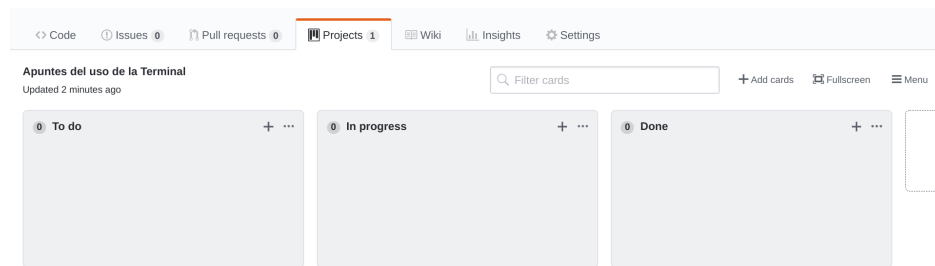 Code Issues 0 Pull requests 0 Projects 1 Wiki Insights Settings
Apuntes del uso de la Terminal
Updated 2 minutes ago
Filter cards
Add cards Fullscreen Menu
0 To do
0 In progress
0 Done